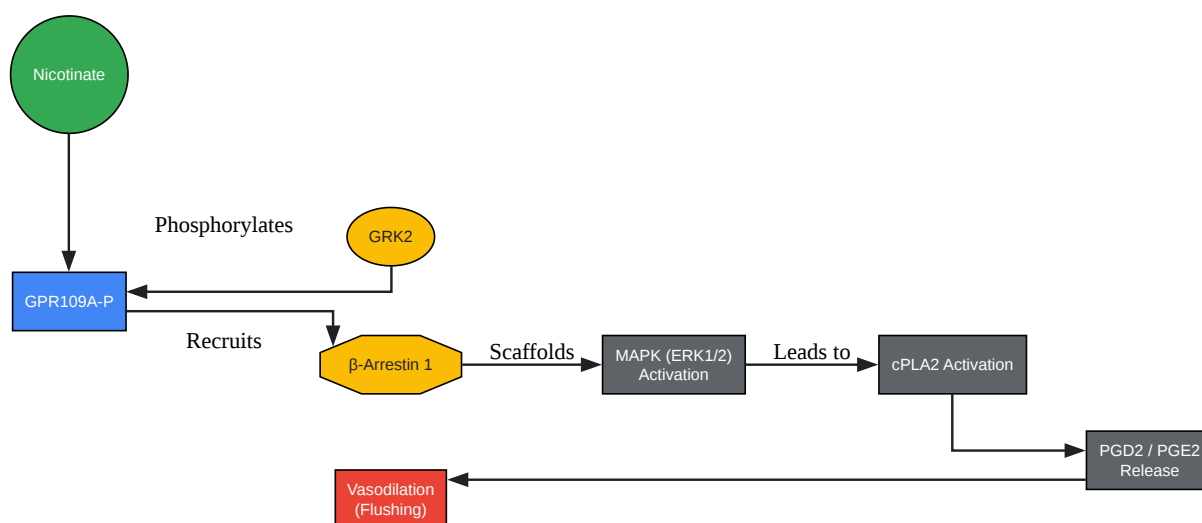 Nicotinate
Phosphorylates
GRK2
GPR109A-P
Recruits
β-Arrestin 1
Scaffolds
MAPK (ERK1/2)
Activation
Leads to
cPLA2 Activation
PGD2 / PGE2
Release
Vasodilation
(Flushing)